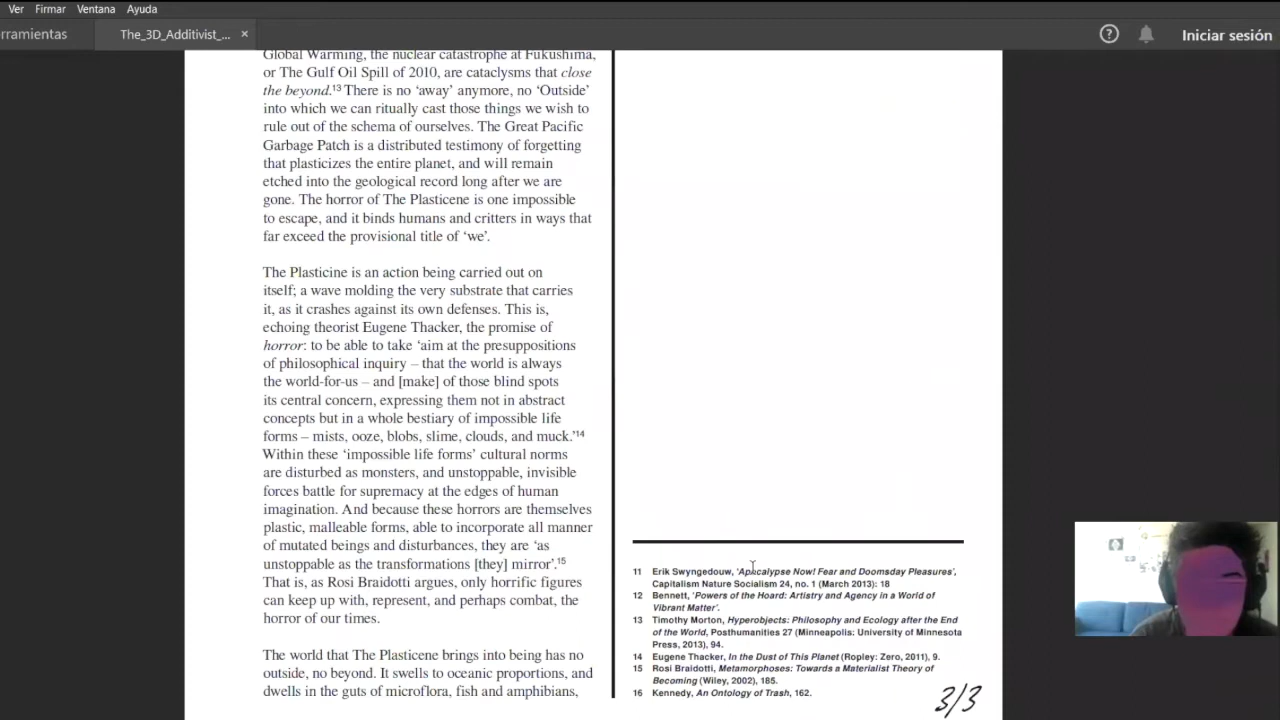 Ver Firmar Ventana Ayuda
erramientas
The_3D_Additivist_... ×
? Iniciar sesión
Global Warming, the nuclear catastrophe at Fukushima,
or The Gulf Oil Spill of 2010, are cataclysms that close
the beyond.13 There is no ‘away’ anymore, no ‘Outside’
into which we can ritually cast those things we wish to
rule out of the schema of ourselves. The Great Pacific
Garbage Patch is a distributed testimony of forgetting
that plasticizes the entire planet, and will remain
etched into the geological record long after we are
gone. The horror of The Plasticene is one impossible
to escape, and it binds humans and critters in ways that
far exceed the provisional title of ‘we’.
The Plasticine is an action being carried out on
itself; a wave molding the very substrate that carries
it, as it crashes against its own defenses. This is,
echoing theorist Eugene Thacker, the promise of
horror: to be able to take ‘aim at the presuppositions
of philosophical inquiry – that the world is always
the world-for-us – and [make] of those blind spots
its central concern, expressing them not in abstract
concepts but in a whole bestiary of impossible life
forms – mists, ooze, blobs, slime, clouds, and muck.’14
Within these ‘impossible life forms’ cultural norms
are disturbed as monsters, and unstoppable, invisible
forces battle for supremacy at the edges of human
imagination. And because these horrors are themselves
plastic, malleable forms, able to incorporate all manner
of mutated beings and disturbances, they are ‘as
unstoppable as the transformations [they] mirror’.15
That is, as Rosi Braidotti argues, only horrific figures
can keep up with, represent, and perhaps combat, the
horror of our times.
The world that The Plasticene brings into being has no
outside, no beyond. It swells to oceanic proportions, and
dwells in the guts of microflora, fish and amphibians,
11 Erik Swyngedouw, ‘Apocalypse Now! Fear and Doomsday Pleasures’,
Capitalism Nature Socialism 24, no. 1 (March 2013): 18
12 Bennett, ‘Powers of the Hoard: Artistry and Agency in a World of
Vibrant Matter’.
13 Timothy Morton, Hyperobjects: Philosophy and Ecology after the End
of the World, Posthumanities 27 (Minneapolis: University of Minnesota
Press, 2013), 94.
14 Eugene Thacker, In the Dust of This Planet (Ropley: Zero, 2011), 9.
15 Rosi Braidotti, Metamorphoses: Towards a Materialist Theory of
Becoming (Wiley, 2002), 185.
16 Kennedy, An Ontology of Trash, 162.
3/3